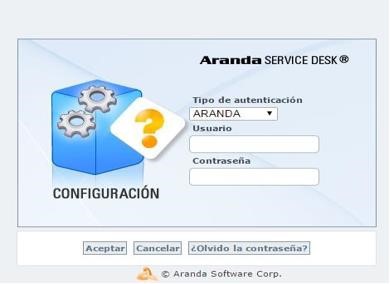 Aranda SERVICE DESK®
Tipo de autenticación
ARANDA
Usuario
Contraseña
CONFIGURACIÓN
Aceptar Cancelar ¿Olvido la contraseña?
© Aranda Software Corp.